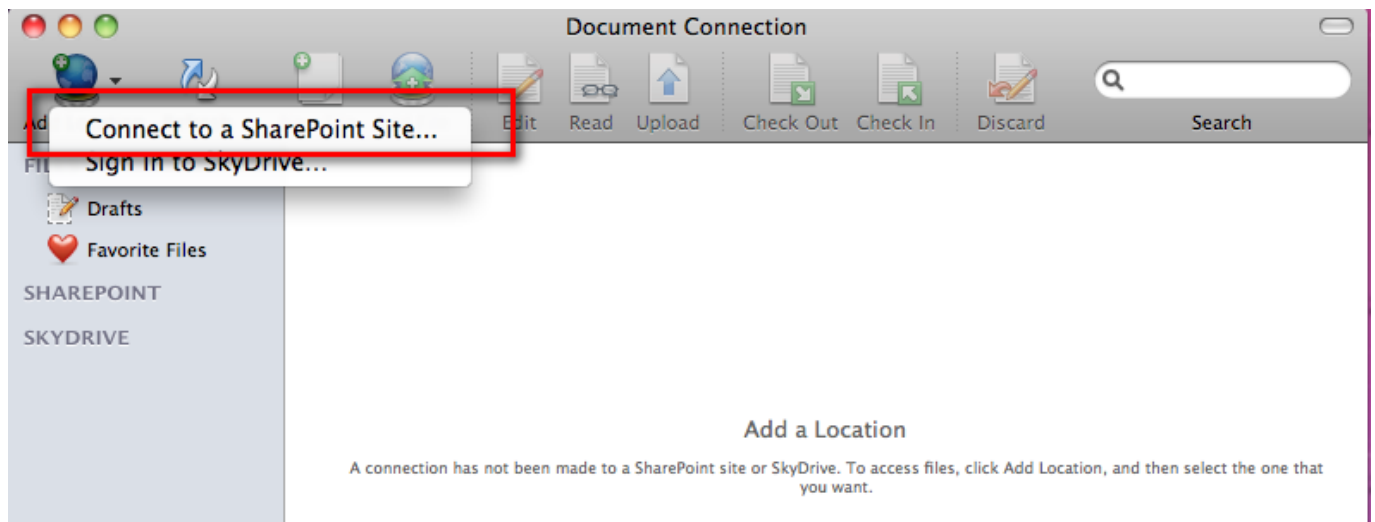 Document Connection
Ad
Edit
Read
Upload
Check Out
Check In
Discard
Search
Connect to a SharePoint Site...
Sign In to SkyDrive...
FIL
Drafts
Favorite Files
SHAREPOINT
SKYDRIVE
Add a Location
A connection has not been made to a SharePoint site or SkyDrive. To access files, click Add Location, and then select the one that
you want.